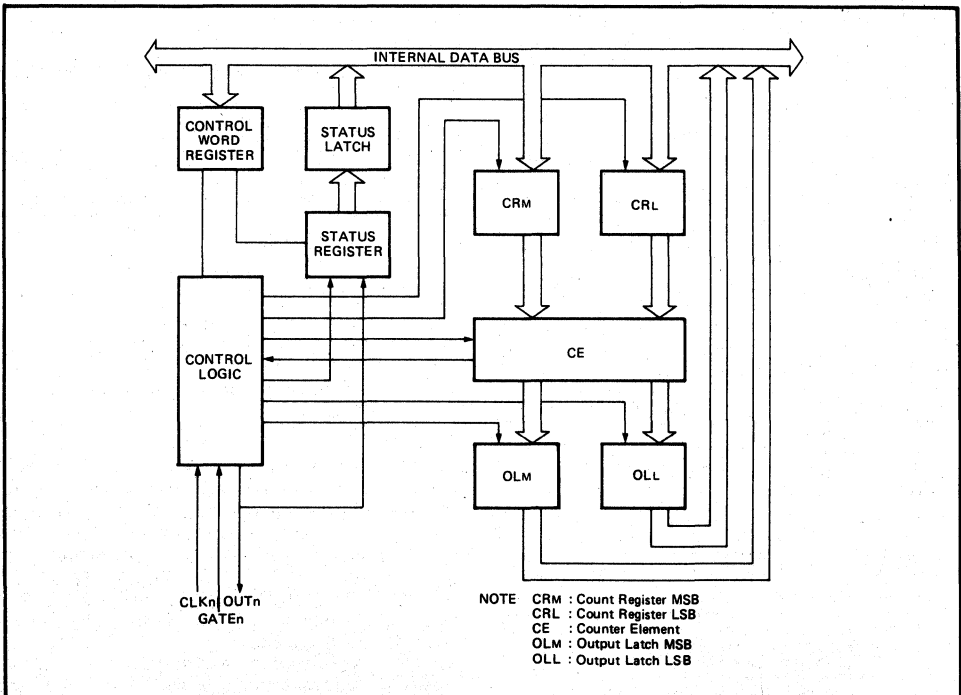 INTERNAL DATA BUS
CONTROL
WORD
REGISTER
STATUS
LATCH
STATUS
REGISTER
CRM
CRL
CONTROL
LOGIC
CE
OLM
OLL
CLKn
OUTn
GATEn
NOTE CRM : Count Register MSB
CRL : Count Register LSB
CE : Counter Element
OLM : Output Latch MSB
OLL : Output Latch LSB